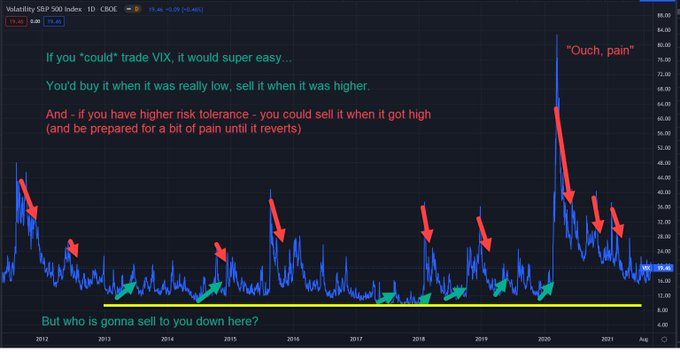 Volatility S&P 500 Index · 1D · CBOE
19.46 +0.09 (+0.46%)
19.46 0.00 19.46
If you *could* trade VIX, it would super easy...
You'd buy it when it was really low, sell it when it was higher.
And - if you have higher risk tolerance - you could sell it when it got high
(and be prepared for a bit of pain until it reverts)
"Ouch, pain"
88.00
84.00
80.00
76.00
72.00
68.00
64.00
60.00
56.00
52.00
48.00
44.00
40.00
36.00
32.00
28.00
24.00
VIX 19.46
16.00
12.00
8.00
4.00
0.00
But who is gonna sell to you down here?
2012 2013 2014 2015 2016 2017 2018 2019 2020 2021 Aug